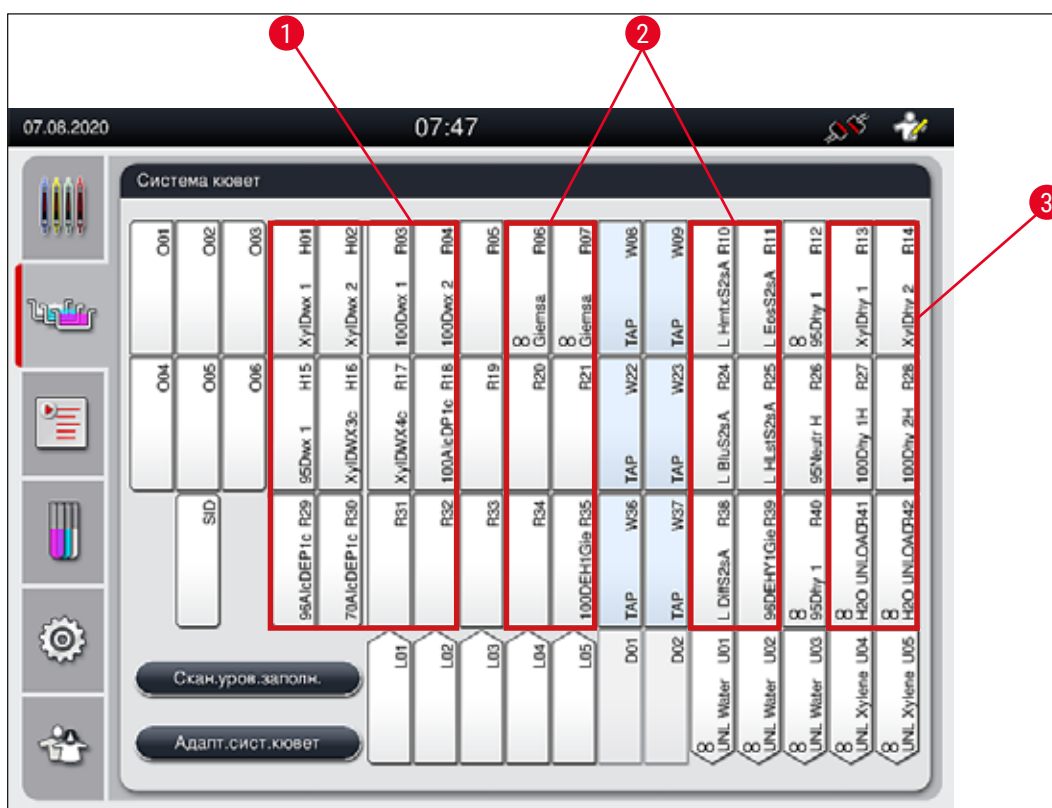 1
2
3
07.08.2020 07:47
Система кювет
O01
O02
O03
XylDwx 1 H01
XylDwx 2 H02
100Dwx 1 R03
100Dwx 2 R04
R05
∞ Giemsa R06
∞ Giemsa R07
TAP W08
TAP W09
L HmtxS2sA R10
L EosS2sA R11
∞ 95Dhy 1 R12
XylDhy 1 R13
XylDhy 2 R14
O04
O05
O06
95Dwx 1 H15
XylDWX3c H16
XylDWX4c R17
100AlcDP1c R18
R19
R20
R21
TAP W22
TAP W23
L BluS2sA R24
L HLstS2sA R25
95Neutr H R26
100Dhy 1H R27
100Dhy 2H R28
SID
96AlcDEP1c R29
70AlcDEP1c R30
R31
R32
R33
R34
100DEH1Gie R35
TAP W36
TAP W37
L DiffS2sA R38
96DEHY1Gie R39
∞ 95Dhy 1 R40
∞ H2O UNLOAD R41
∞ H2O UNLOAD R42
L01
L02
L03
L04
L05
D01
D02
∞ UNL Water U01
∞ UNL Water U02
∞ UNL Water U03
∞ UNL Xylene U04
∞ UNL Xylene U05
Скан.уров.заполн.
Адапт.сист.кювет